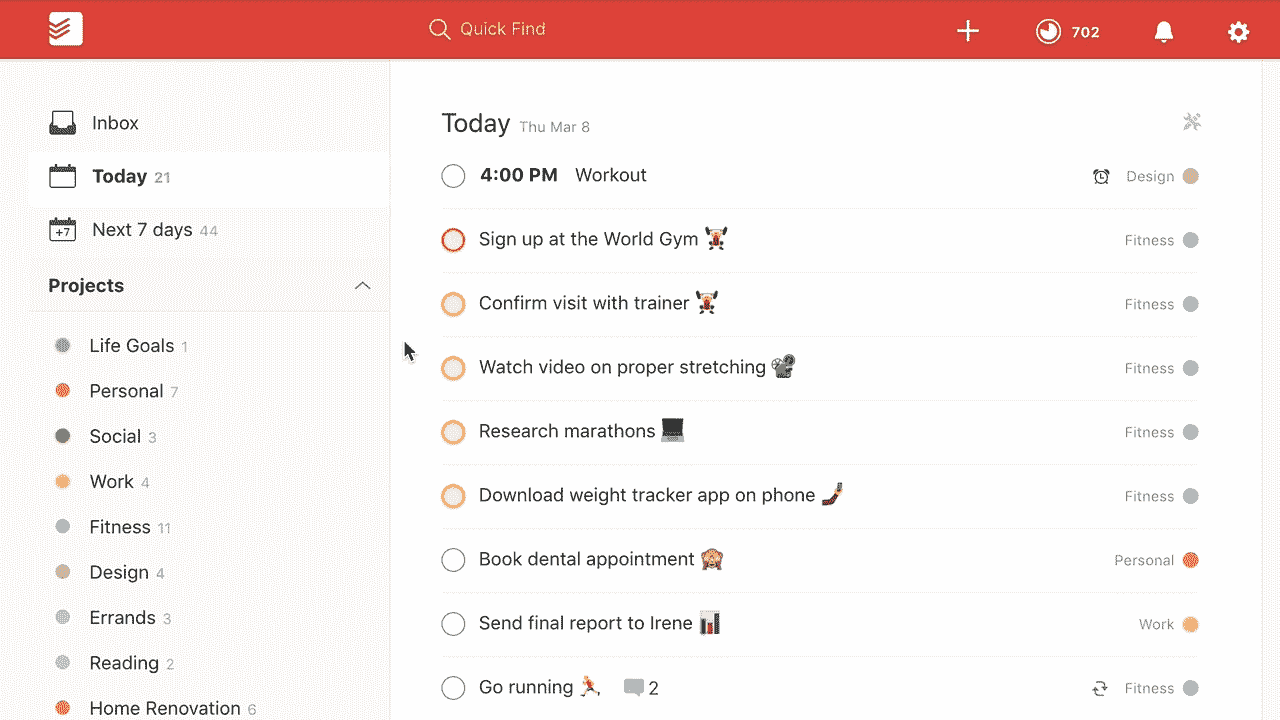 Quick Find
702
Inbox
Today 21
+7 Next 7 days 44
Projects
Life Goals 1
Personal 7
Social 3
Work 4
Fitness 11
Design 4
Errands 3
Reading 2
Home Renovation 6
Today Thu Mar 8
4:00 PM Workout Design
Sign up at the World Gym Fitness
Confirm visit with trainer Fitness
Watch video on proper stretching Fitness
Research marathons Fitness
Download weight tracker app on phone Fitness
Book dental appointment Personal
Send final report to Irene Work
Go running 2 Fitness